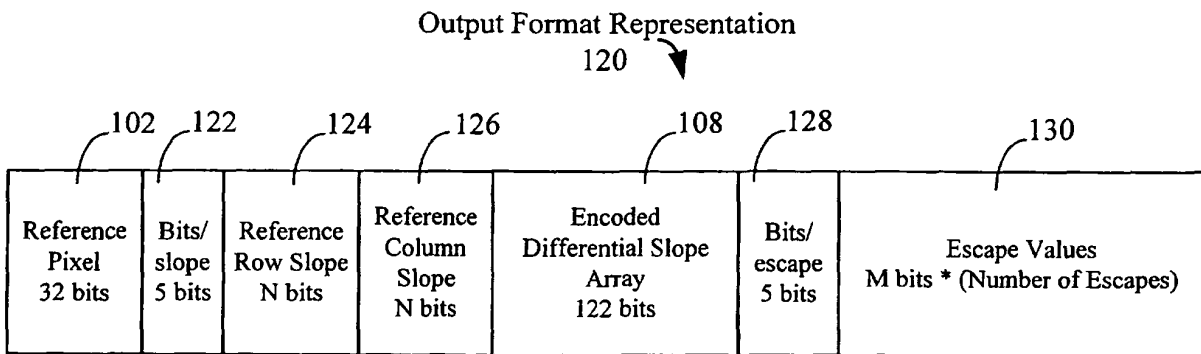 Output Format Representation
120
102
122
124
126
108
128
130
Reference
Pixel
32 bits
Bits/
slope
5 bits
Reference
Row Slope
N bits
Reference
Column
Slope
N bits
Encoded
Differential Slope
Array
122 bits
Bits/
escape
5 bits
Escape Values
M bits * (Number of Escapes)